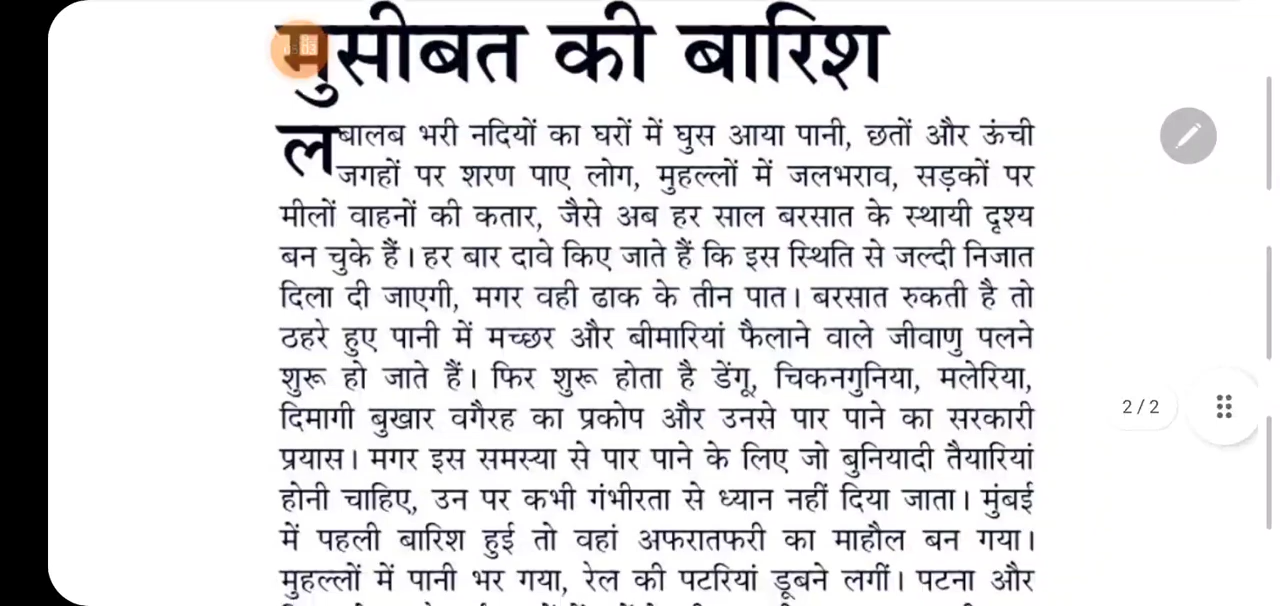 मुसीबत की बारिश
लबालब भरी नदियों का घरों में घुस आया पानी, छतों और ऊंची
जगहों पर शरण पाए लोग, मुहल्लों में जलभराव, सड़कों पर
मीलों वाहनों की कतार, जैसे अब हर साल बरसात के स्थायी दृश्य
बन चुके हैं। हर बार दावे किए जाते हैं कि इस स्थिति से जल्दी निजात
दिला दी जाएगी, मगर वही ढाक के तीन पात। बरसात रुकती है तो
ठहरे हुए पानी में मच्छर और बीमारियां फैलाने वाले जीवाणु पलने
शुरू हो जाते हैं। फिर शुरू होता है डेंगू, चिकनगुनिया, मलेरिया,
दिमागी बुखार वगैरह का प्रकोप और उनसे पार पाने का सरकारी
प्रयास। मगर इस समस्या से पार पाने के लिए जो बुनियादी तैयारियां
होनी चाहिए, उन पर कभी गंभीरता से ध्यान नहीं दिया जाता। मुंबई
में पहली बारिश हुई तो वहां अफरातफरी का माहौल बन गया।
मुहल्लों में पानी भर गया, रेल की पटरियां डूबने लगीं। पटना और
2/2